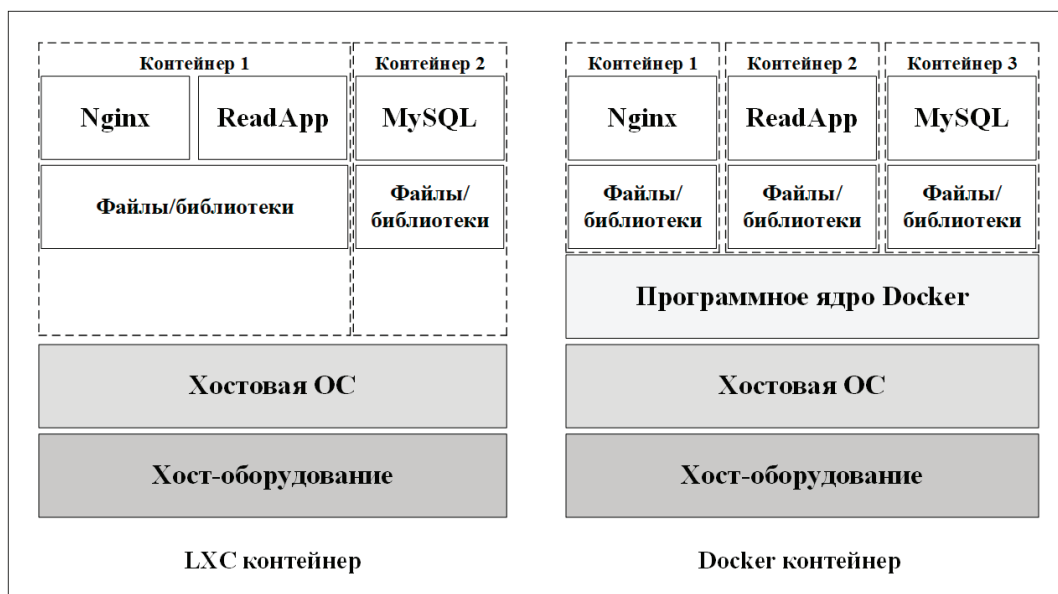 Контейнер 1
Контейнер 2
Nginx
ReadApp
MySQL
Файлы/библиотеки
Файлы/
библиотеки
Хостовая ОС
Хост-оборудование
LXC контейнер
Контейнер 1
Контейнер 2
Контейнер 3
Nginx
ReadApp
MySQL
Файлы/
библиотеки
Файлы/
библиотеки
Файлы/
библиотеки
Программное ядро Docker
Хостовая ОС
Хост-оборудование
Docker контейнер